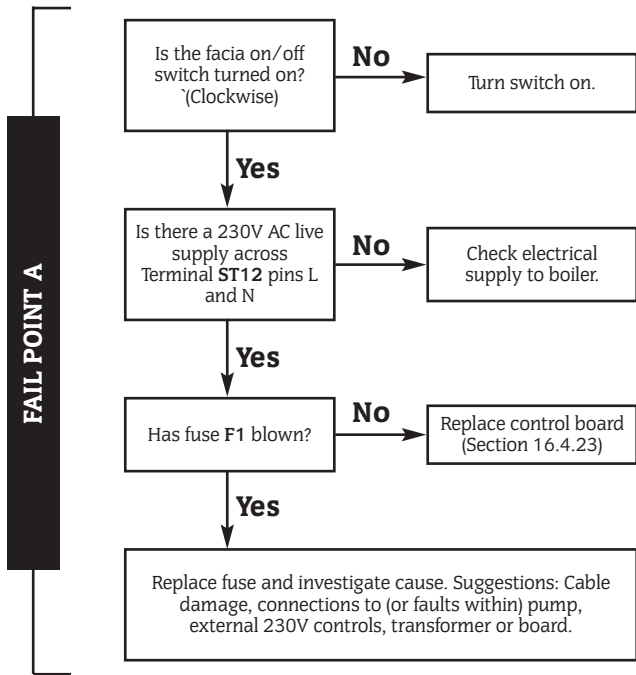 FAIL POINT A
Is the facia on/off
switch turned on?
`(Clockwise)
No
Turn switch on.
Yes
Is there a 230V AC live
supply across
Terminal ST12 pins L
and N
No
Check electrical
supply to boiler.
Yes
Has fuse F1 blown?
No
Replace control board
(Section 16.4.23)
Yes
Replace fuse and investigate cause. Suggestions: Cable
damage, connections to (or faults within) pump,
external 230V controls, transformer or board.